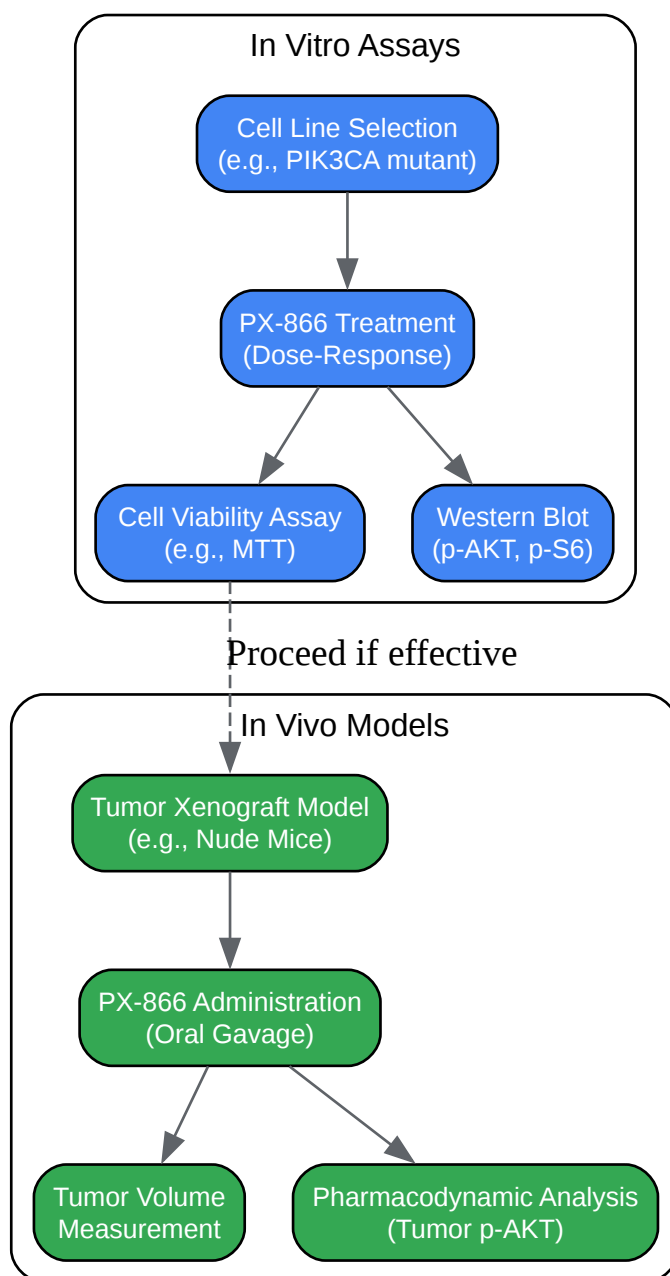 In Vitro Assays
Cell Line Selection
(e.g., PIK3CA mutant)
PX-866 Treatment
(Dose-Response)
Cell Viability Assay
(e.g., MTT)
Western Blot
(p-AKT, p-S6)
Proceed if effective
In Vivo Models
Tumor Xenograft Model
(e.g., Nude Mice)
PX-866 Administration
(Oral Gavage)
Tumor Volume
Measurement
Pharmacodynamic Analysis
(Tumor p-AKT)